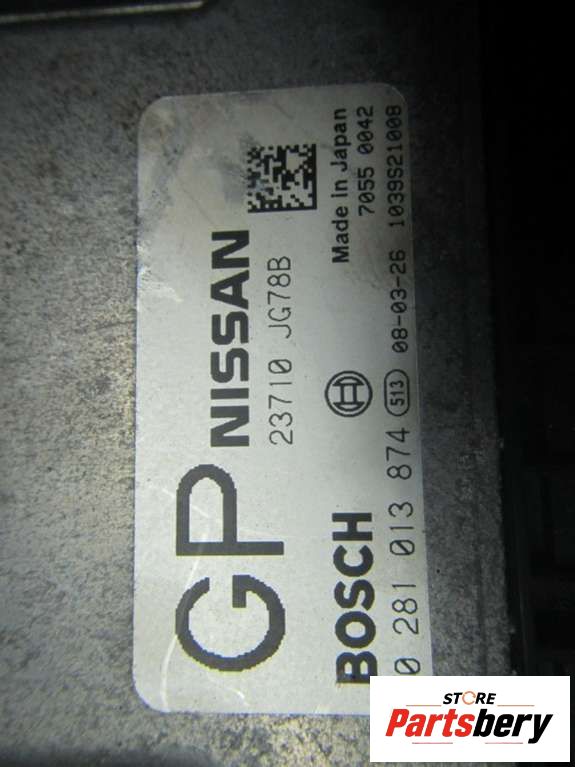 GP
NISSAN
23710 JG78B
Made in Japan
7055 0042
BOSCH
0 281 013 874 513 08-03-26 1039S21008
STORE
Partsbery